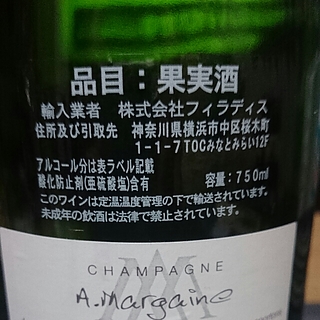 品目：果実酒
輸入業者 株式会社フィラディス
住所及び引取先 神奈川県横浜市中区桜木町
1-1-7TOCみなとみらい12F
アルコール分は表ラベル記載
酸化防止剤(亜硫酸塩)含有 容量：750ml
このワインは定温温度管理の下で輸送されています。
未成年の飲酒は法律で禁止されています。
CHAMPAGNE
A. Margaine